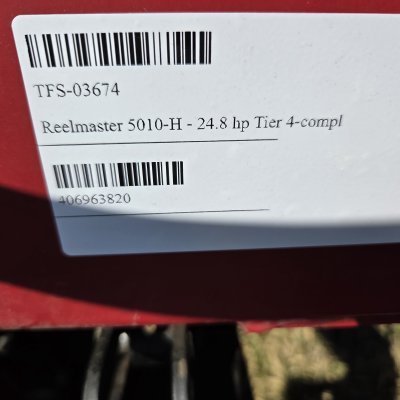 TFS-03674
Reelmaster 5010-H - 24.8 hp Tier 4-compl
406963820